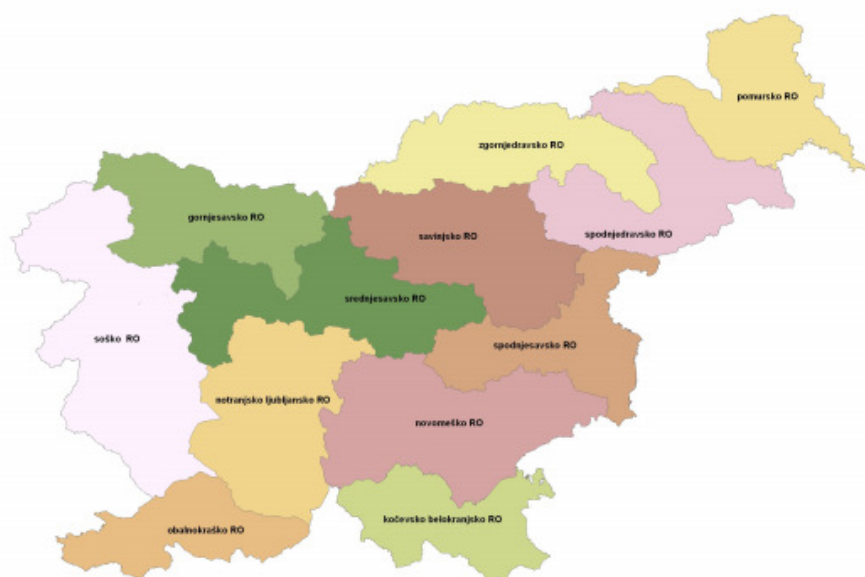 pomursko RO
zgornjedravsko RO
gornjesavsko RO
savinjsko RO
spodnjedravsko RO
srednjesavsko RO
soško RO
spodnjesavsko RO
notranjsko ljubljansko RO
novomeško RO
kočevsko belokranjsko RO
obalnokraško RO